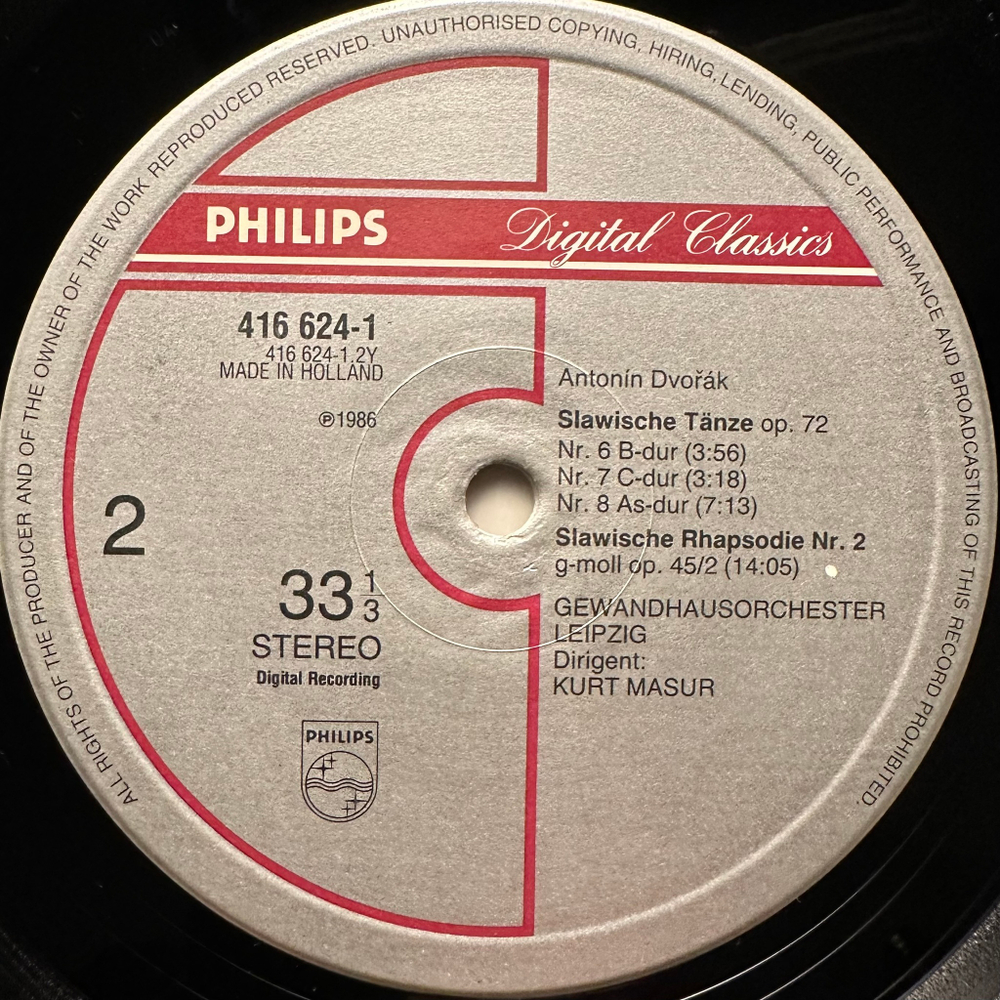 ALL RIGHTS OF THE PRODUCER AND OF THE OWNER OF THE WORK REPRODUCED RESERVED. UNAUTHORISED COPYING, HIRING, LENDING, PUBLIC PERFORMANCE AND BROADCASTING OF THIS RECORD PROHIBITED.
PHILIPS Digital Classics
416 624-1
416 624-1.2Y
MADE IN HOLLAND
℗1986
2
33 1/3
STEREO
Digital Recording
PHILIPS
Antonín Dvořák
Slawische Tänze op. 72
Nr. 6 B-dur (3:56)
Nr. 7 C-dur (3:18)
Nr. 8 As-dur (7:13)
Slawische Rhapsodie Nr. 2
g-moll op. 45/2 (14:05)
GEWANDHAUSORCHESTER
LEIPZIG
Dirigent:
KURT MASUR